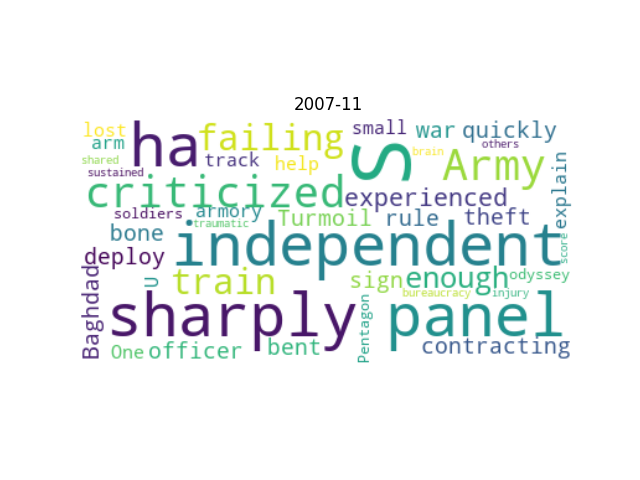 2007-11
lost
arm
shared
sustained
ha
failing
track
help
S
small
war
quickly
others
brain
Army
criticized
experienced
explain
soldiers
armory
traumatic
Turmoil
rule
theft
bone
independent
deploy
score
Baghdad
U
train
sign
enough
odyssey
bureaucracy
injury
sharply
Pentagon
panel
One
officer
bent
contracting